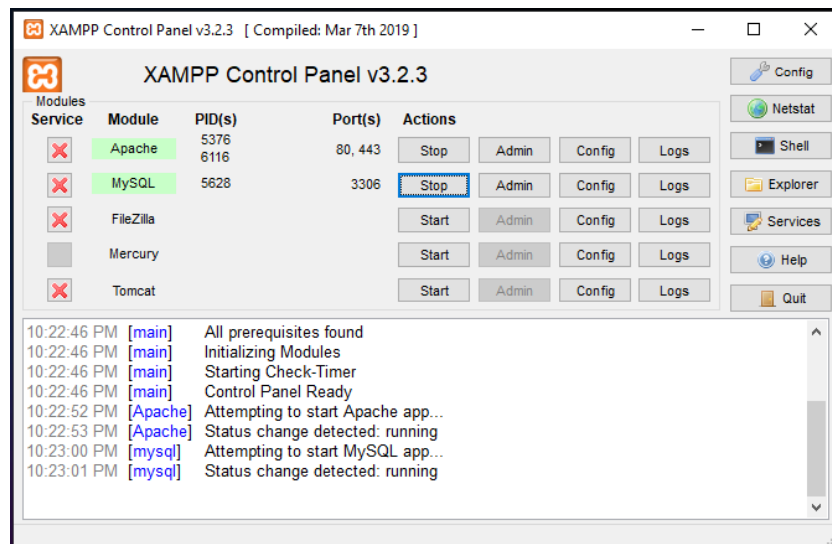 XAMPP Control Panel v3.2.3 [ Compiled: Mar 7th 2019 ]
XAMPP Control Panel v3.2.3
Config
Modules
Service Module PID(s) Port(s) Actions
Netstat
Apache 5376 6116 80, 443 Stop Admin Config Logs
Shell
MySQL 5628 3306 Stop Admin Config Logs
Explorer
FileZilla Start Admin Config Logs
Services
Mercury Start Admin Config Logs
Help
Tomcat Start Admin Config Logs
Quit
10:22:46 PM [main] All prerequisites found
10:22:46 PM [main] Initializing Modules
10:22:46 PM [main] Starting Check-Timer
10:22:46 PM [main] Control Panel Ready
10:22:52 PM [Apache] Attempting to start Apache app...
10:22:53 PM [Apache] Status change detected: running
10:23:00 PM [mysql] Attempting to start MySQL app...
10:23:01 PM [mysql] Status change detected: running